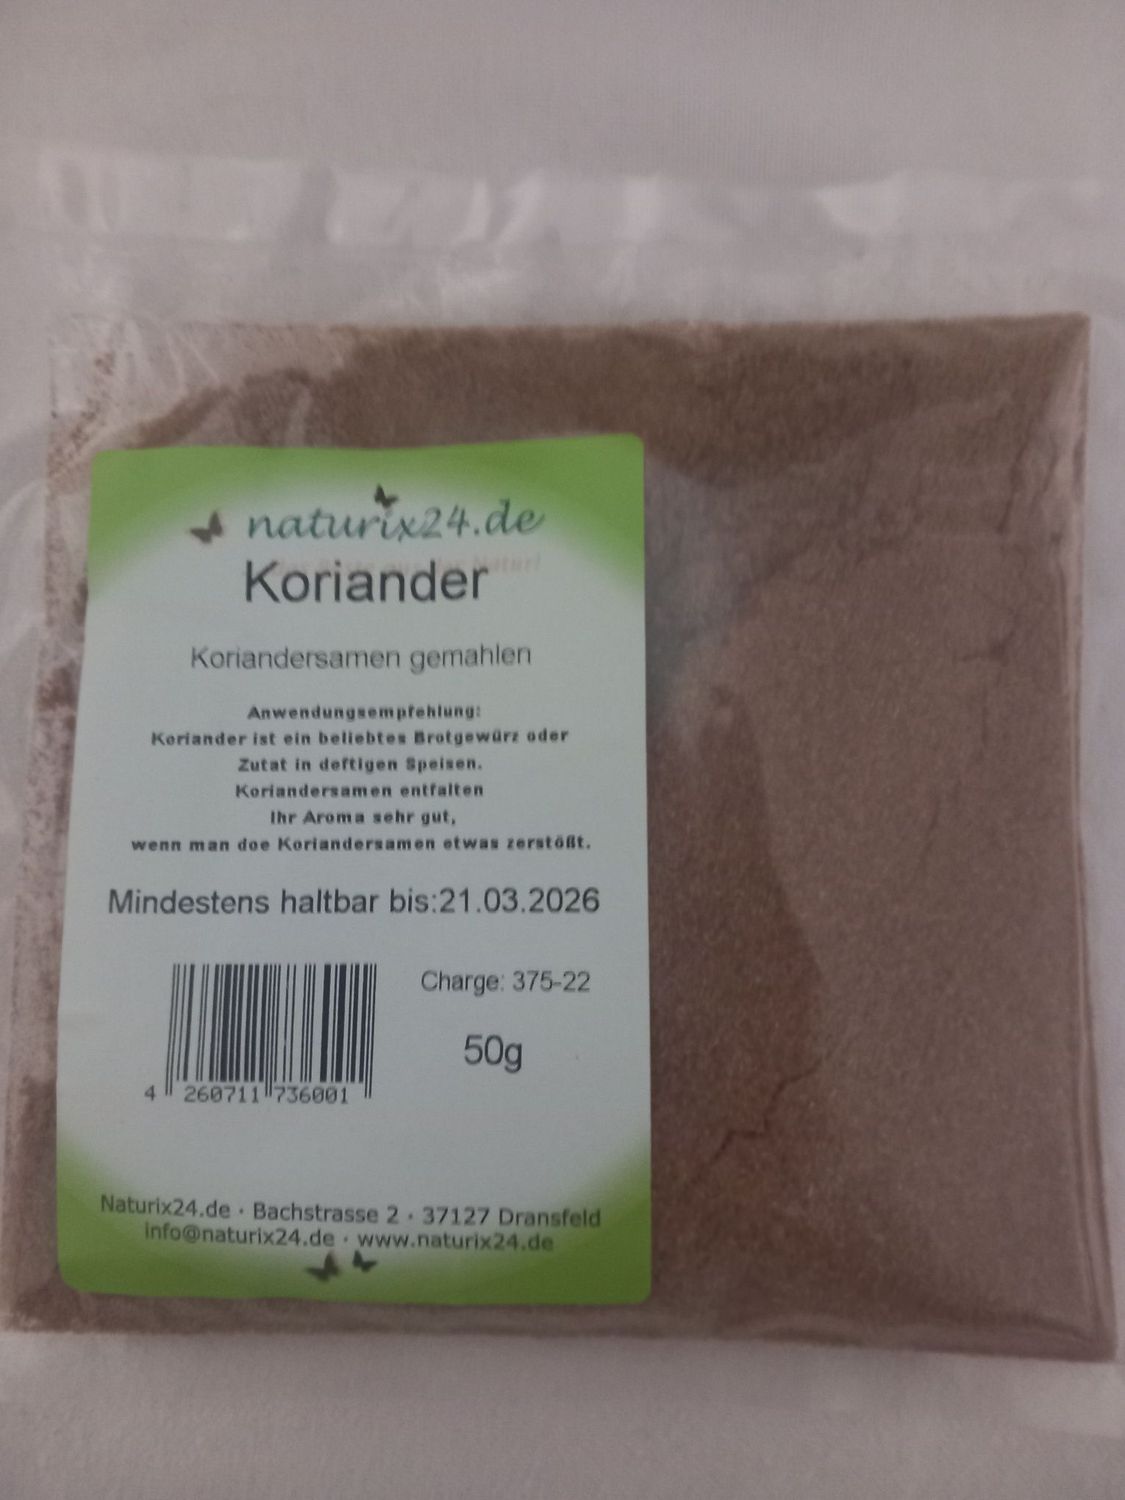 naturix24.de
Koriander
Koriandersamen gemahlen
Anwendungsempfehlung:
Koriander ist ein beliebtes Brotgewürz oder
Zutat in deftigen Speisen.
Koriandersamen entfalten
Ihr Aroma sehr gut,
wenn man doe Koriandersamen etwas zerstößt.
Mindestens haltbar bis:21.03.2026
Charge: 375-22
50g
4 260711 736001
Naturix24.de · Bachstrasse 2 · 37127 Dransfeld
info@naturix24.de · www.naturix24.de